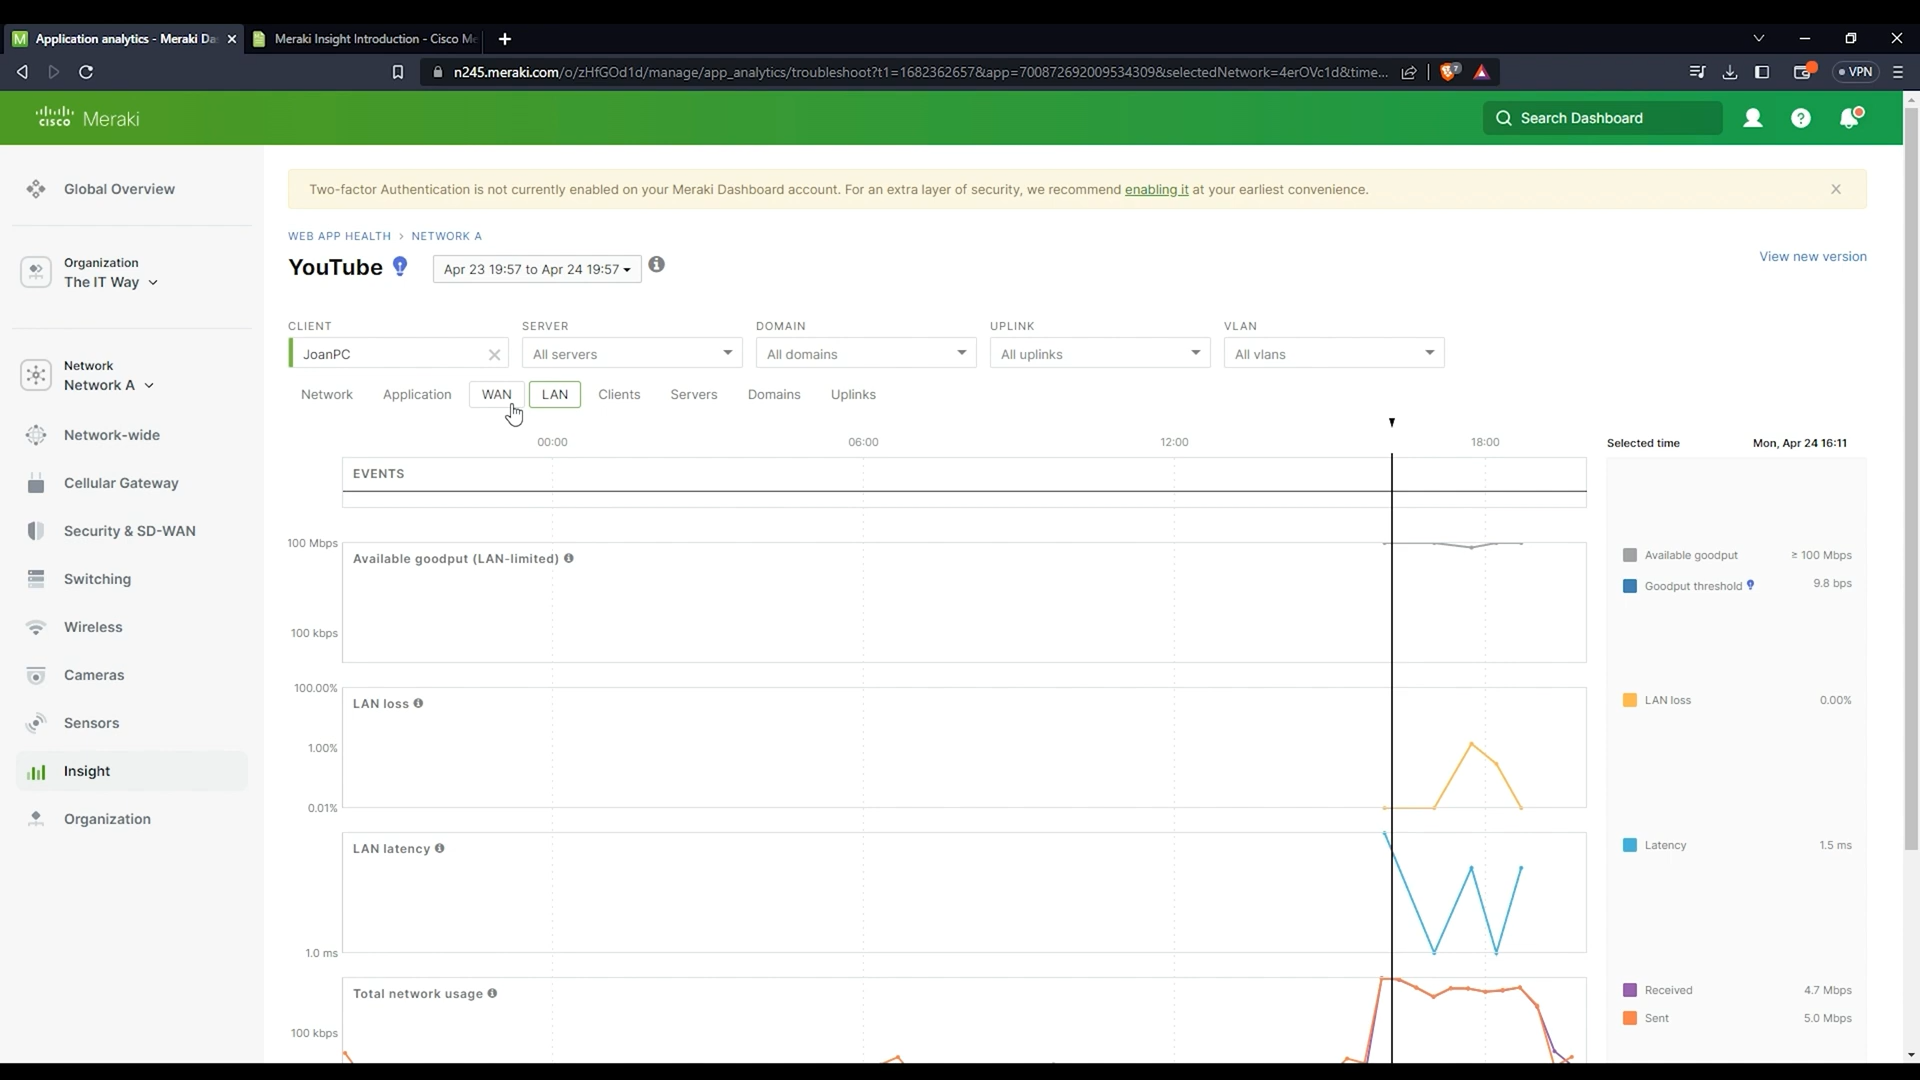 Application analytics - Meraki Da
Meraki Insight Introduction - Cisco Me
n245.meraki.com/o/zHfGOd1d/manage/app_analytics/troubleshoot?t1=1682362657&app=700872692009534309&selectedNetwork=4erOVc1d&time...
7
VPN
cisco Meraki
Search Dashboard
Global Overview
Organization
The IT Way
Network
Network A
Network-wide
Cellular Gateway
Security & SD-WAN
Switching
Wireless
Cameras
Sensors
Insight
Organization
Two-factor Authentication is not currently enabled on your Meraki Dashboard account. For an extra layer of security, we recommend enabling it at your earliest convenience.
WEB APP HEALTH > NETWORK A
YouTube
Apr 23 19:57 to Apr 24 19:57
View new version
CLIENT SERVER DOMAIN UPLINK VLAN
JoanPC All servers All domains All uplinks All vlans
Network Application WAN LAN Clients Servers Domains Uplinks
00:00 06:00 12:00 18:00
Selected time Mon, Apr 24 16:11
EVENTS
100 Mbps
Available goodput (LAN-limited)
100 kbps
Available goodput ≥ 100 Mbps
Goodput threshold 9.8 bps
100.00%
LAN loss
1.00%
0.01%
LAN loss 0.00%
LAN latency
1.0 ms
Latency 1.5 ms
Total network usage
100 kbps
Received 4.7 Mbps
Sent 5.0 Mbps